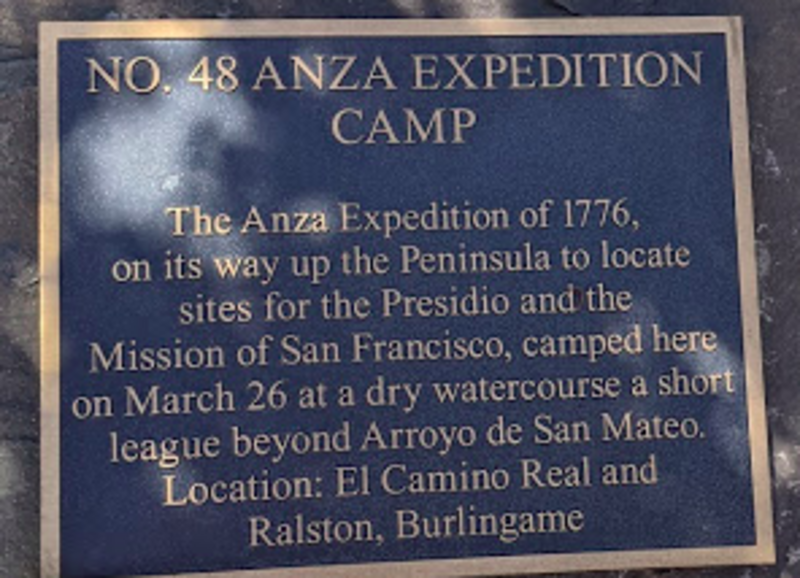 NO. 48 ANZA EXPEDITION
CAMP
The Anza Expedition of 1776,
on its way up the Peninsula to locate
sites for the Presidio and the
Mission of San Francisco, camped here
on March 26 at a dry watercourse a short
league beyond Arroyo de San Mateo.
Location: El Camino Real and
Ralston, Burlingame